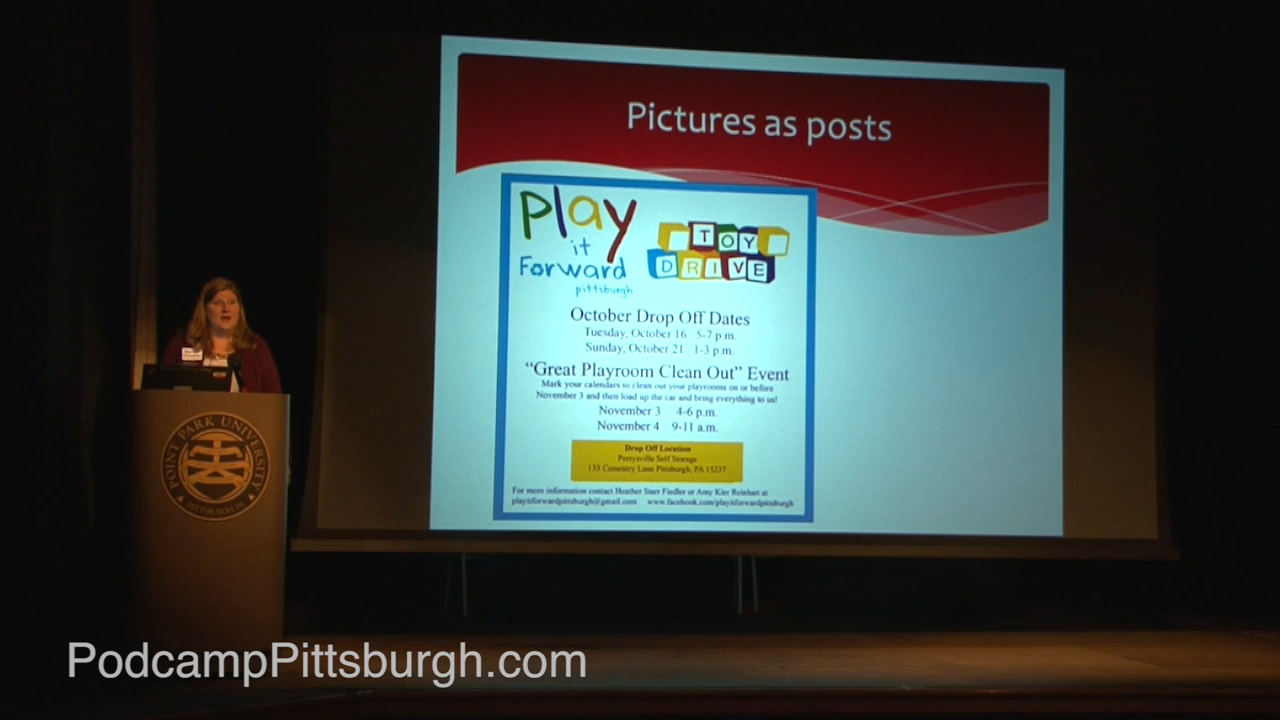 Pictures as posts
play
it
Forward
pittsburgh
TOY
DRIVE
October Drop Off Dates
Tuesday, October 16 5-7 p.m.
Sunday, October 21 1-3 p.m.
“Great Playroom Clean Out” Event
Mark your calendars to clean out your playrooms on or before
November 3 and then load up the car and bring everything to us!
November 3 4-6 p.m.
November 4 9-11 a.m.
Drop Off Location
Perrysville Self Storage
133 Cemetery Lane Pittsburgh, PA 15237
For more information contact Heather Starr Fiedler or Amy Kier Reinhart at
playitforwardpittsburgh@gmail.com www.facebook.com/playitforwardpittsburgh
POINT PARK UNIVERSITY
PITTSBURGH PA
PodcampPittsburgh.com